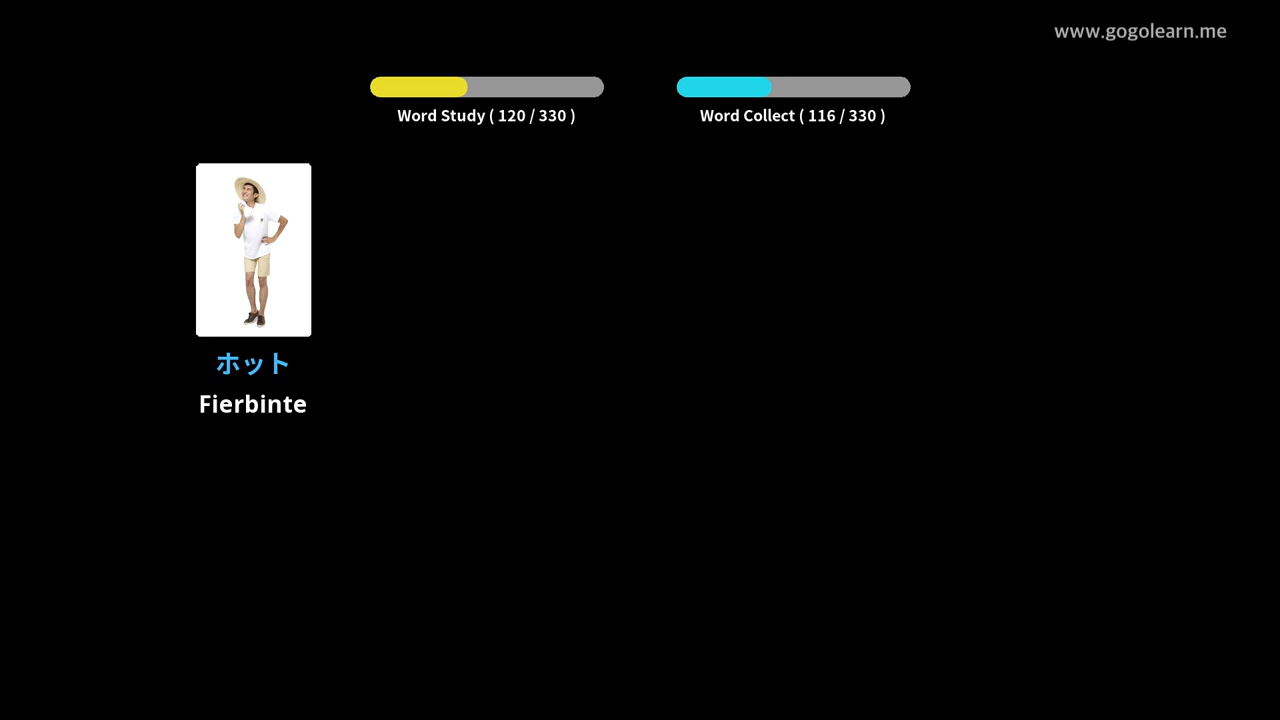 www.gogolearn.me
Word Study ( 120 / 330 )
Word Collect ( 116 / 330 )
ホット
Fierbinte